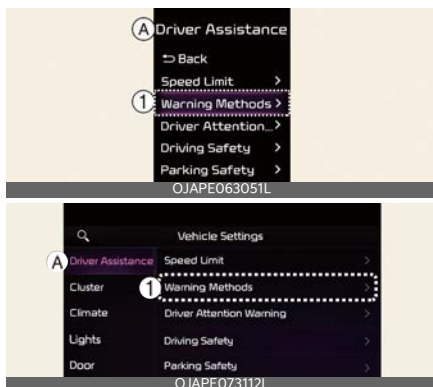 A Driver Assistance
⮌ Back
Speed Limit >
1 Warning Methods >
Driver Attention... >
Driving Safety >
Parking Safety >
OJAPE063051L
Vehicle Settings
A Driver Assistance Speed Limit >
Cluster 1 Warning Methods >
Climate Driver Attention Warning >
Lights Driving Safety >
Door Parking Safety >
OJAPE073112L